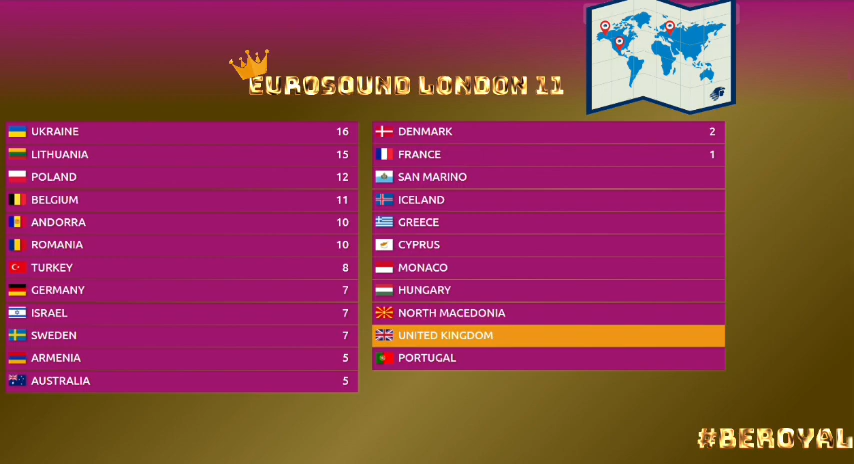 EUROSOUND LONDON 11
UKRAINE 16
LITHUANIA 15
POLAND 12
BELGIUM 11
ANDORRA 10
ROMANIA 10
TURKEY 8
GERMANY 7
ISRAEL 7
SWEDEN 7
ARMENIA 5
AUSTRALIA 5
DENMARK 2
FRANCE 1
SAN MARINO
ICELAND
GREECE
CYPRUS
MONACO
HUNGARY
NORTH MACEDONIA
UNITED KINGDOM
PORTUGAL
#BEROYAL